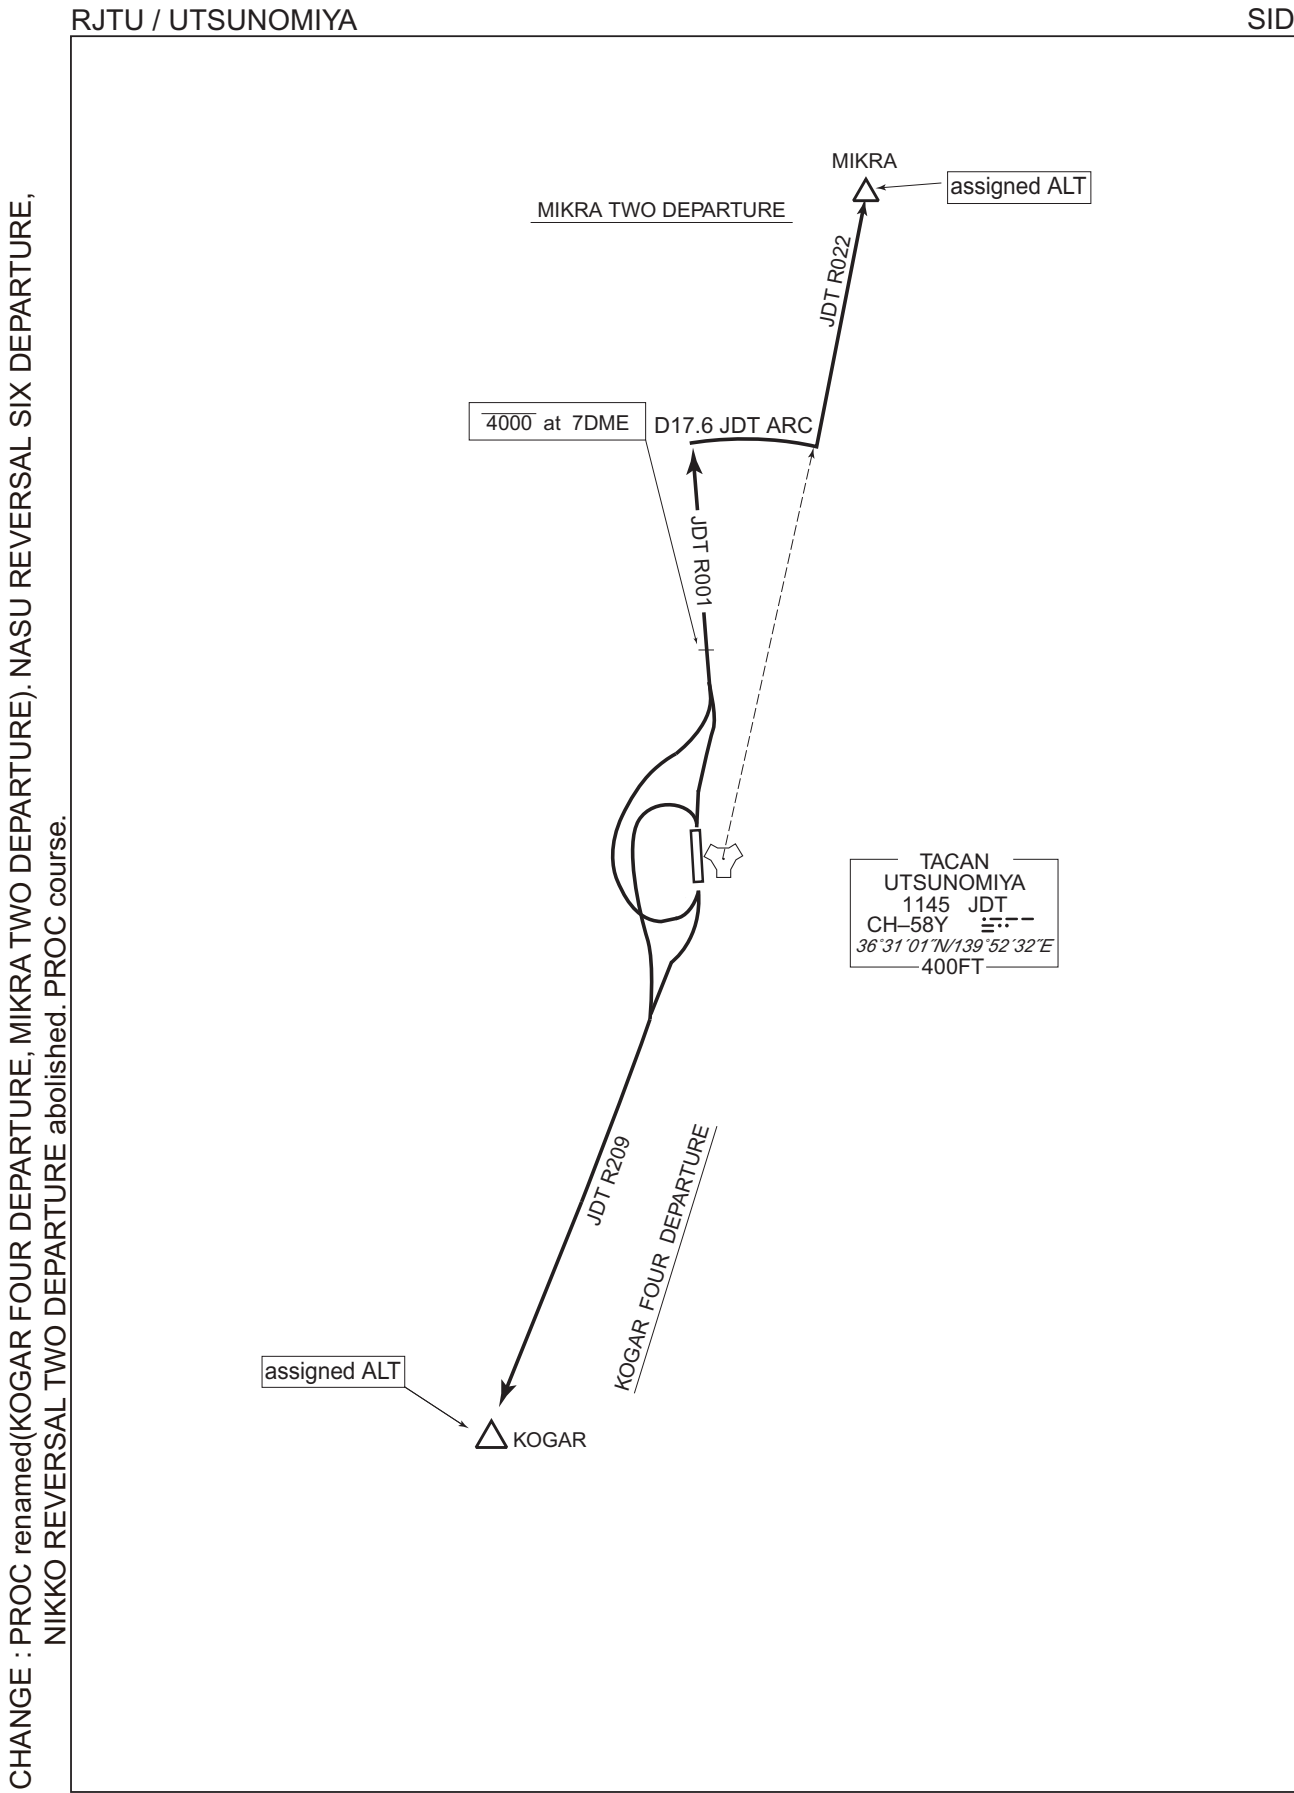 RJTU / UTSUNOMIYA
SID
MIKRA
assigned ALT
MIKRA TWO DEPARTURE
JDT R022
4000 at 7DME
D17.6 JDT ARC
JDT R001
TACAN
UTSUNOMIYA
1145 JDT
CH–58Y
36°31´01˝N/139°52´32˝E
400FT
JDT R209
KOGAR FOUR DEPARTURE
assigned ALT
KOGAR
CHANGE : PROC renamed(KOGAR FOUR DEPARTURE, MIKRA TWO DEPARTURE). NASU REVERSAL SIX DEPARTURE,
NIKKO REVERSAL TWO DEPARTURE abolished. PROC course.